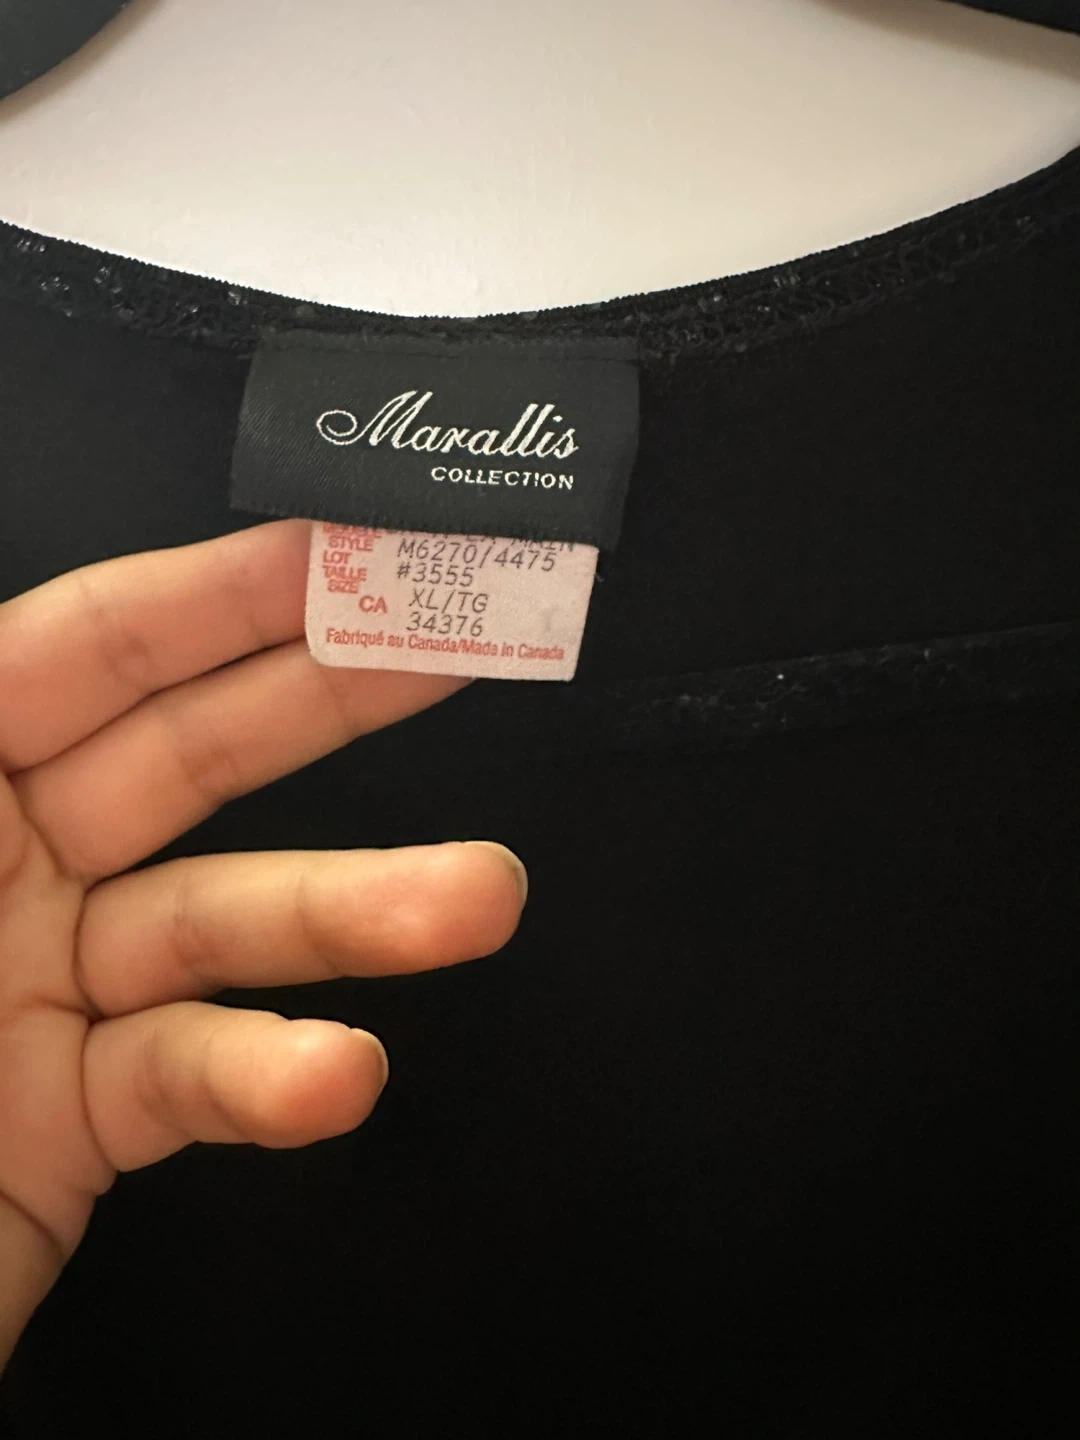 Marallis
COLLECTION
STYLE M6270/4475
LOT #3555
TAILLE
SIZE XL/TG
CA 34376
Fabriqué au Canada/Made in Canada